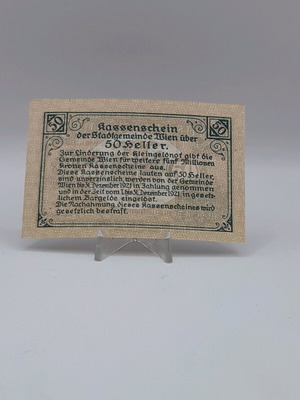 50
50
Kassenschein
der Stadtgemeinde Wien über
50 Heller.
Zur Linderung der Kleingeldnot gibt die
Gemeinde Wien für weitere fünf Millionen
Kronen Kassenscheine aus.
Diese Kassenscheine lauten auf 50 Heller,
sind unverzinslich, werden von der Gemeinde
Wien bis 31. Dezember 1921 in Zahlung genommen
und in der Zeit vom 1. bis 31. Dezember 1921 in gesetz-
lichem Bargelde eingelöst.
Die Nachahmung dieses Kassenscheines wird
gesetzlich bestraft.